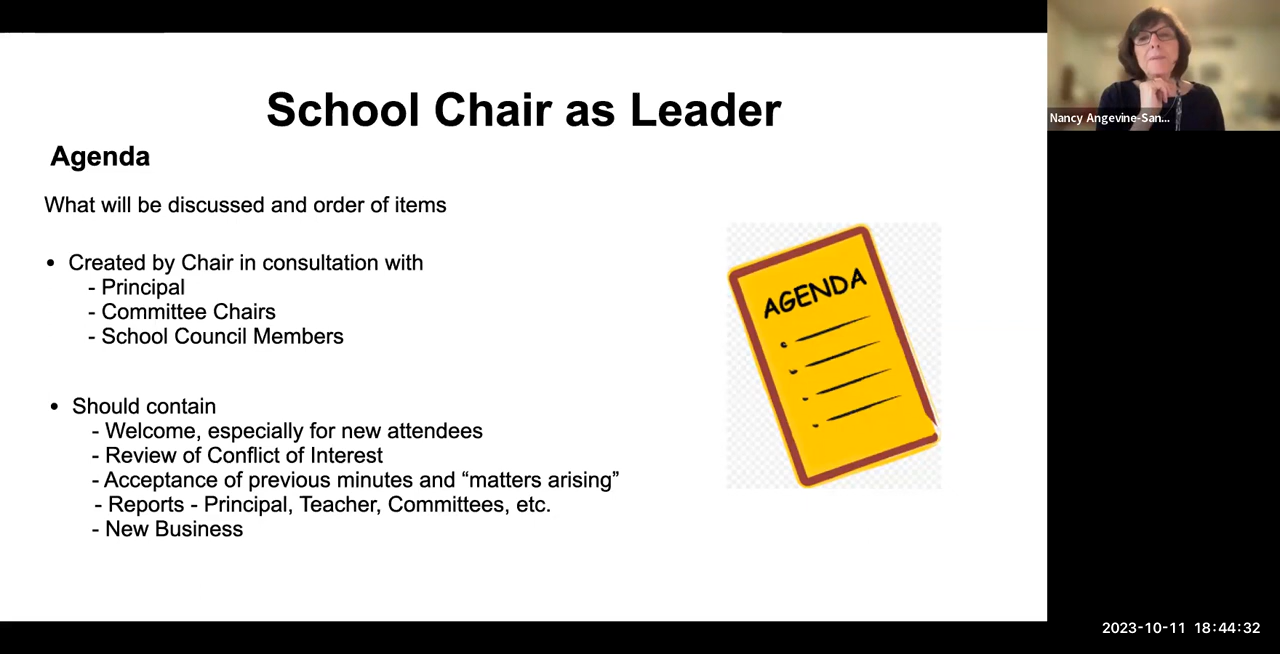 School Chair as Leader
Agenda
What will be discussed and order of items
• Created by Chair in consultation with
- Principal
- Committee Chairs
- School Council Members
• Should contain
- Welcome, especially for new attendees
- Review of Conflict of Interest
- Acceptance of previous minutes and “matters arising”
- Reports - Principal, Teacher, Committees, etc.
- New Business
AGENDA
Nancy Angevine-San...
2023-10-11 18:44:32